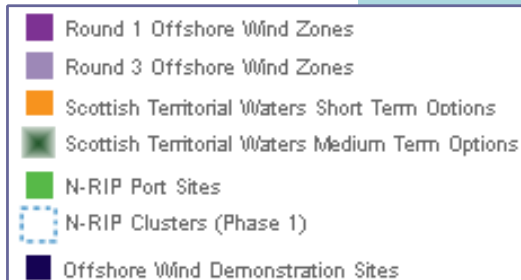 Round 1 Offshore Wind Zones
Round 3 Offshore Wind Zones
Scottish Territorial Waters Short Term Options
Scottish Territorial Waters Medium Term Options
N-RIP Port Sites
N-RIP Clusters (Phase 1)
Offshore Wind Demonstration Sites